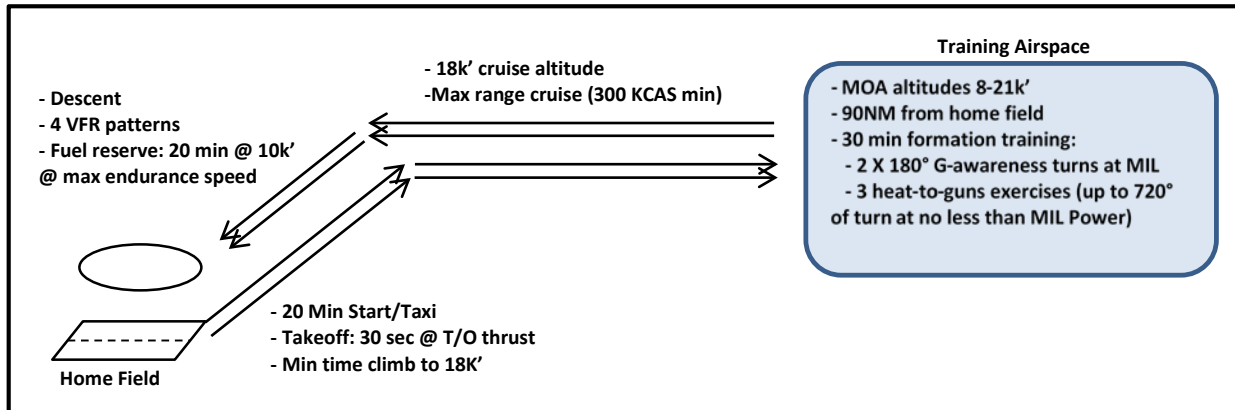 Training Airspace
- 18k' cruise altitude
-Max range cruise (300 KCAS min)
- MOA altitudes 8-21k'
- 90NM from home field
- 30 min formation training:
- 2 X 180° G-awareness turns at MIL
- 3 heat-to-guns exercises (up to 720°
of turn at no less than MIL Power)
- Descent
- 4 VFR patterns
- Fuel reserve: 20 min @ 10k'
@ max endurance speed
- 20 Min Start/Taxi
- Takeoff: 30 sec @ T/O thrust
- Min time climb to 18K'
Home Field